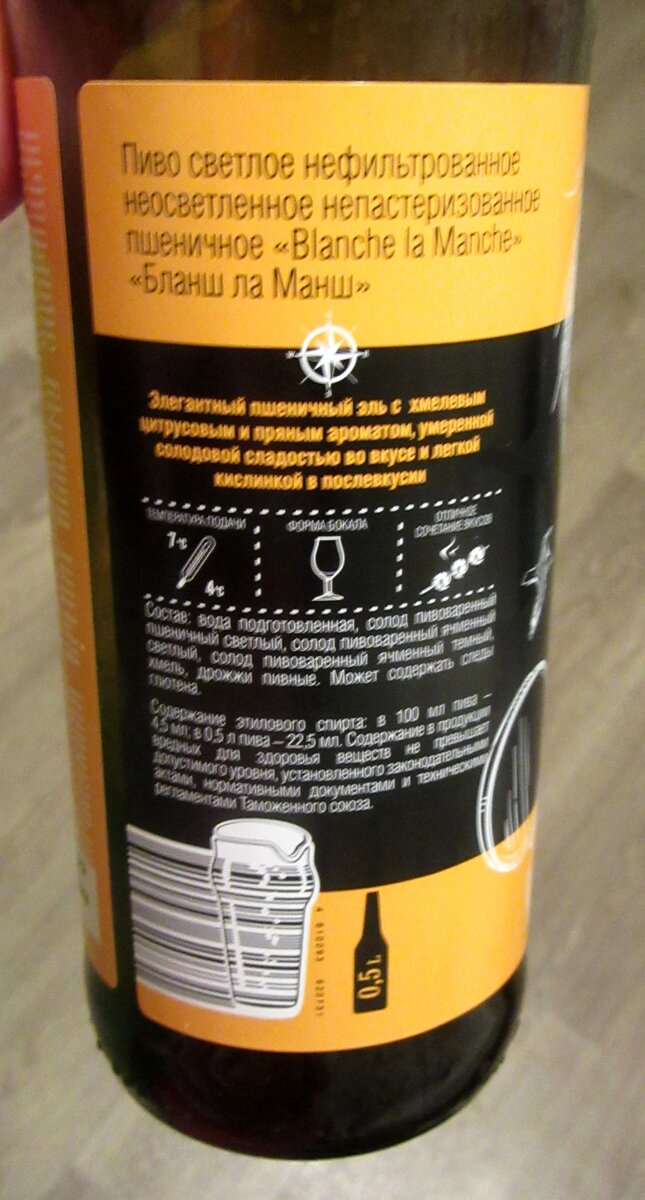 Пиво светлое нефильтрованное
неосветленное непастеризованное
пшеничное «Blanche la Manche»
«Бланш ла Манш»
Элегантный пшеничный эль с хмелевым
цитрусовым и пряным ароматом, умеренной
солодовой сладостью во вкусе и легкой
кислинкой в послевкусии
ТЕМПЕРАТУРА ПОДАЧИ
7°C
4°C
ФОРМА БОКАЛА
ОТЛИЧНОЕ
СОЧЕТАНИЕ ВКУСОВ
Состав: вода подготовленная, солод пивоваренный
пшеничный светлый, солод пивоваренный ячменный
светлый, солод пивоваренный ячменный темный,
хмель, дрожжи пивные. Может содержать следы
глютена.
Содержание этилового спирта: в 100 мл пива –
4,5 мл; в 0,5 л пива – 22,5 мл. Содержание в продукции
вредных для здоровья веществ не превышает
допустимого уровня, установленного законодательными
актами, нормативными документами и техническими
регламентами Таможенного союза.
4 810093 820731
0,5 L